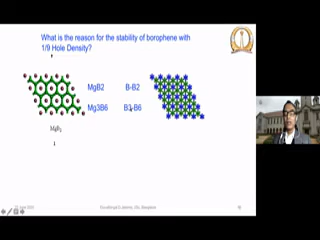 What is the reason for the stability of borophene with
1/9 Hole Density?
MgB2 B-B2
Mg3B6 B3-B6
MgB2